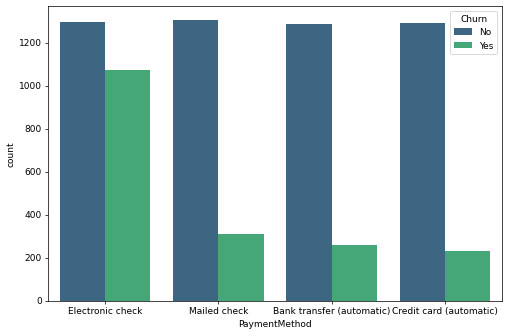 Churn
No
Yes
1200
1000
800
600
400
200
0
count
Electronic check
Mailed check
Bank transfer (automatic)
Credit card (automatic)
PaymentMethod